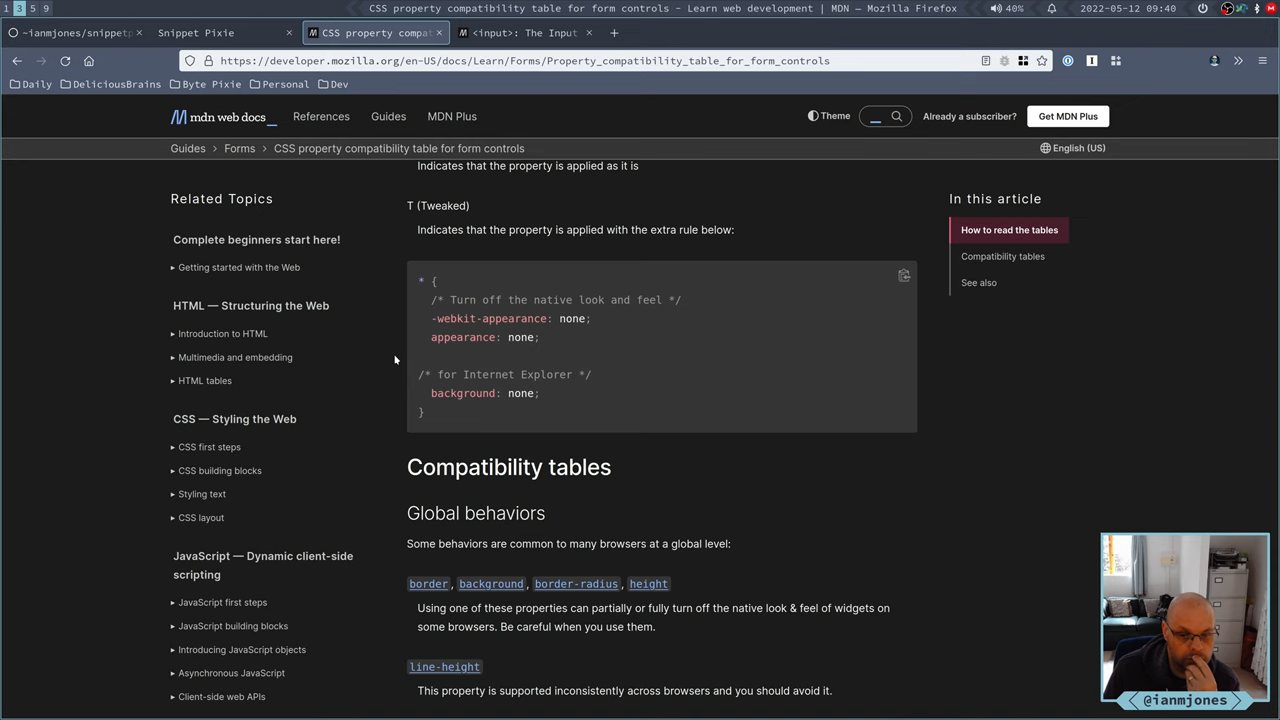 1 3 5 9
CSS property compatibility table for form controls - Learn web development | MDN — Mozilla Firefox
40%
2022-05-12 09:40
~ianmjones/snippetp
Snippet Pixie
CSS property compat
<input>: The Input
https://developer.mozilla.org/en-US/docs/Learn/Forms/Property_compatibility_table_for_form_controls
Daily
DeliciousBrains
Byte Pixie
Personal
Dev
mdn web docs_
References
Guides
MDN Plus
Theme
Already a subscriber?
Get MDN Plus
Guides
Forms
CSS property compatibility table for form controls
English (US)
Related Topics
Complete beginners start here!
Getting started with the Web
HTML — Structuring the Web
Introduction to HTML
Multimedia and embedding
HTML tables
CSS — Styling the Web
CSS first steps
CSS building blocks
Styling text
CSS layout
JavaScript — Dynamic client-side
scripting
JavaScript first steps
JavaScript building blocks
Introducing JavaScript objects
Asynchronous JavaScript
Client-side web APIs
Indicates that the property is applied as it is
T (Tweaked)
Indicates that the property is applied with the extra rule below:
* {
/* Turn off the native look and feel */
-webkit-appearance: none;
appearance: none;
/* for Internet Explorer */
background: none;
}
Compatibility tables
Global behaviors
Some behaviors are common to many browsers at a global level:
border, background, border-radius, height
Using one of these properties can partially or fully turn off the native look & feel of widgets on
some browsers. Be careful when you use them.
line-height
This property is supported inconsistently across browsers and you should avoid it.
In this article
How to read the tables
Compatibility tables
See also
@ianmjones